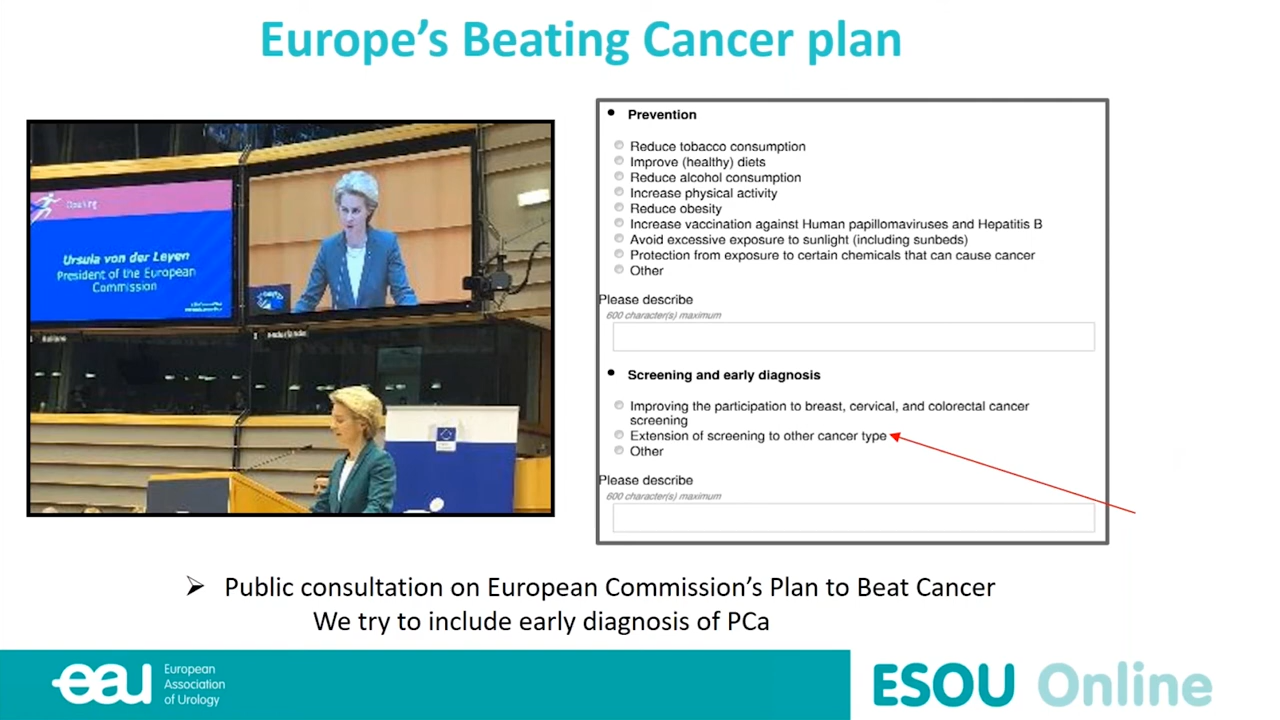 Europe's Beating Cancer plan
Speaking
Ursula von der Leyen
President of the European
Commission
Italiano
Nederlands
• Prevention
Reduce tobacco consumption
Improve (healthy) diets
Reduce alcohol consumption
Increase physical activity
Reduce obesity
Increase vaccination against Human papillomaviruses and Hepatitis B
Avoid excessive exposure to sunlight (including sunbeds)
Protection from exposure to certain chemicals that can cause cancer
Other
Please describe
600 character(s) maximum
• Screening and early diagnosis
Improving the participation to breast, cervical, and colorectal cancer
screening
Extension of screening to other cancer type
Other
Please describe
600 character(s) maximum
➢ Public consultation on European Commission's Plan to Beat Cancer
We try to include early diagnosis of PCa
eau
European
Association
of Urology
ESOU Online